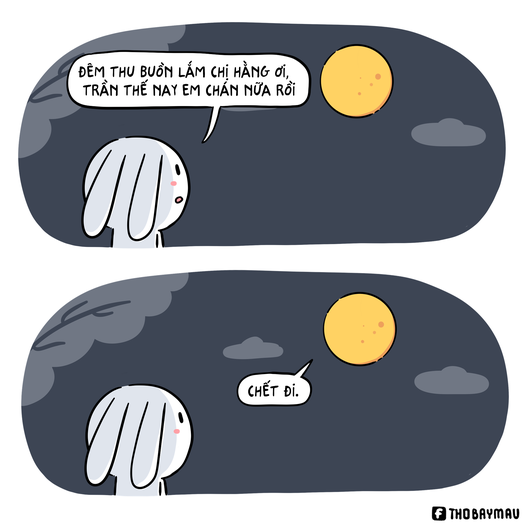 ĐÊM THU BUỒN LẮM CHỊ HẰNG ƠI,
TRẦN THẾ NAY EM CHÁN NỮA RỒI
CHẾT ĐI.
THOBAYMAU